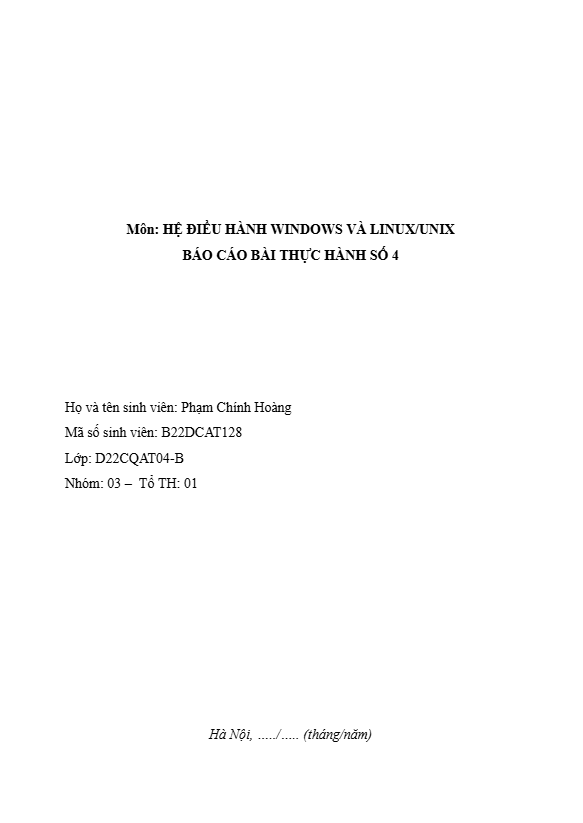 Môn: HỆ ĐIỀU HÀNH WINDOWS VÀ LINUX/UNIX
BÁO CÁO BÀI THỰC HÀNH SỐ 4
Họ và tên sinh viên: Phạm Chính Hoàng
Mã số sinh viên: B22DCAT128
Lớp: D22CQAT04-B
Nhóm: 03 – Tổ TH: 01
Hà Nội, ...../..... (tháng/năm)